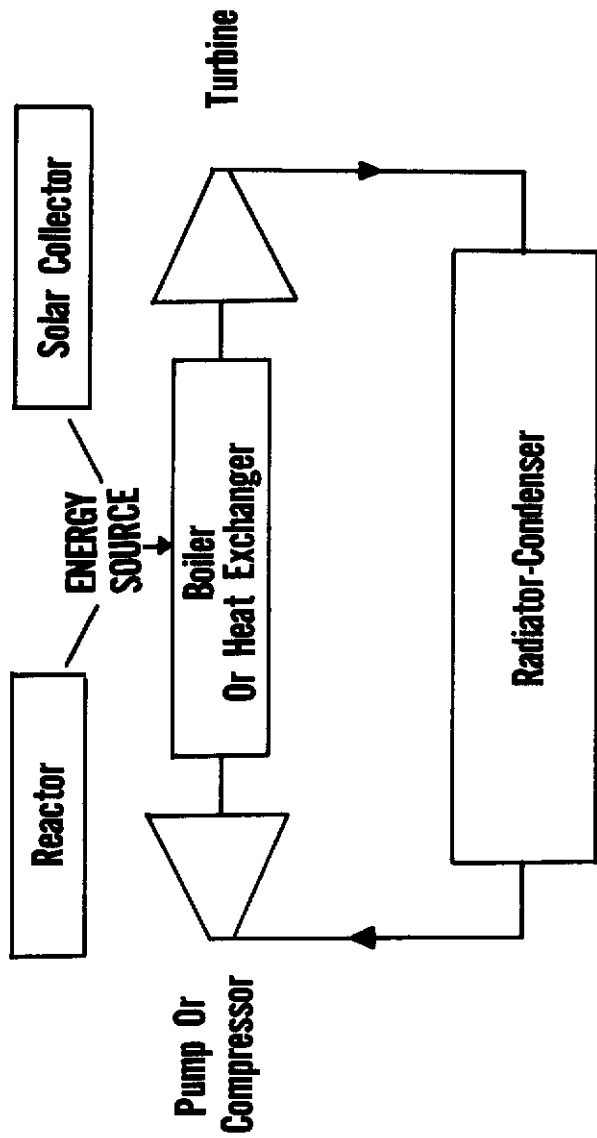 Reactor
Solar Collector
ENERGY
SOURCE
Boiler
Or Heat Exchanger
Pump Or
Compressor
Turbine
Radiator-Condenser